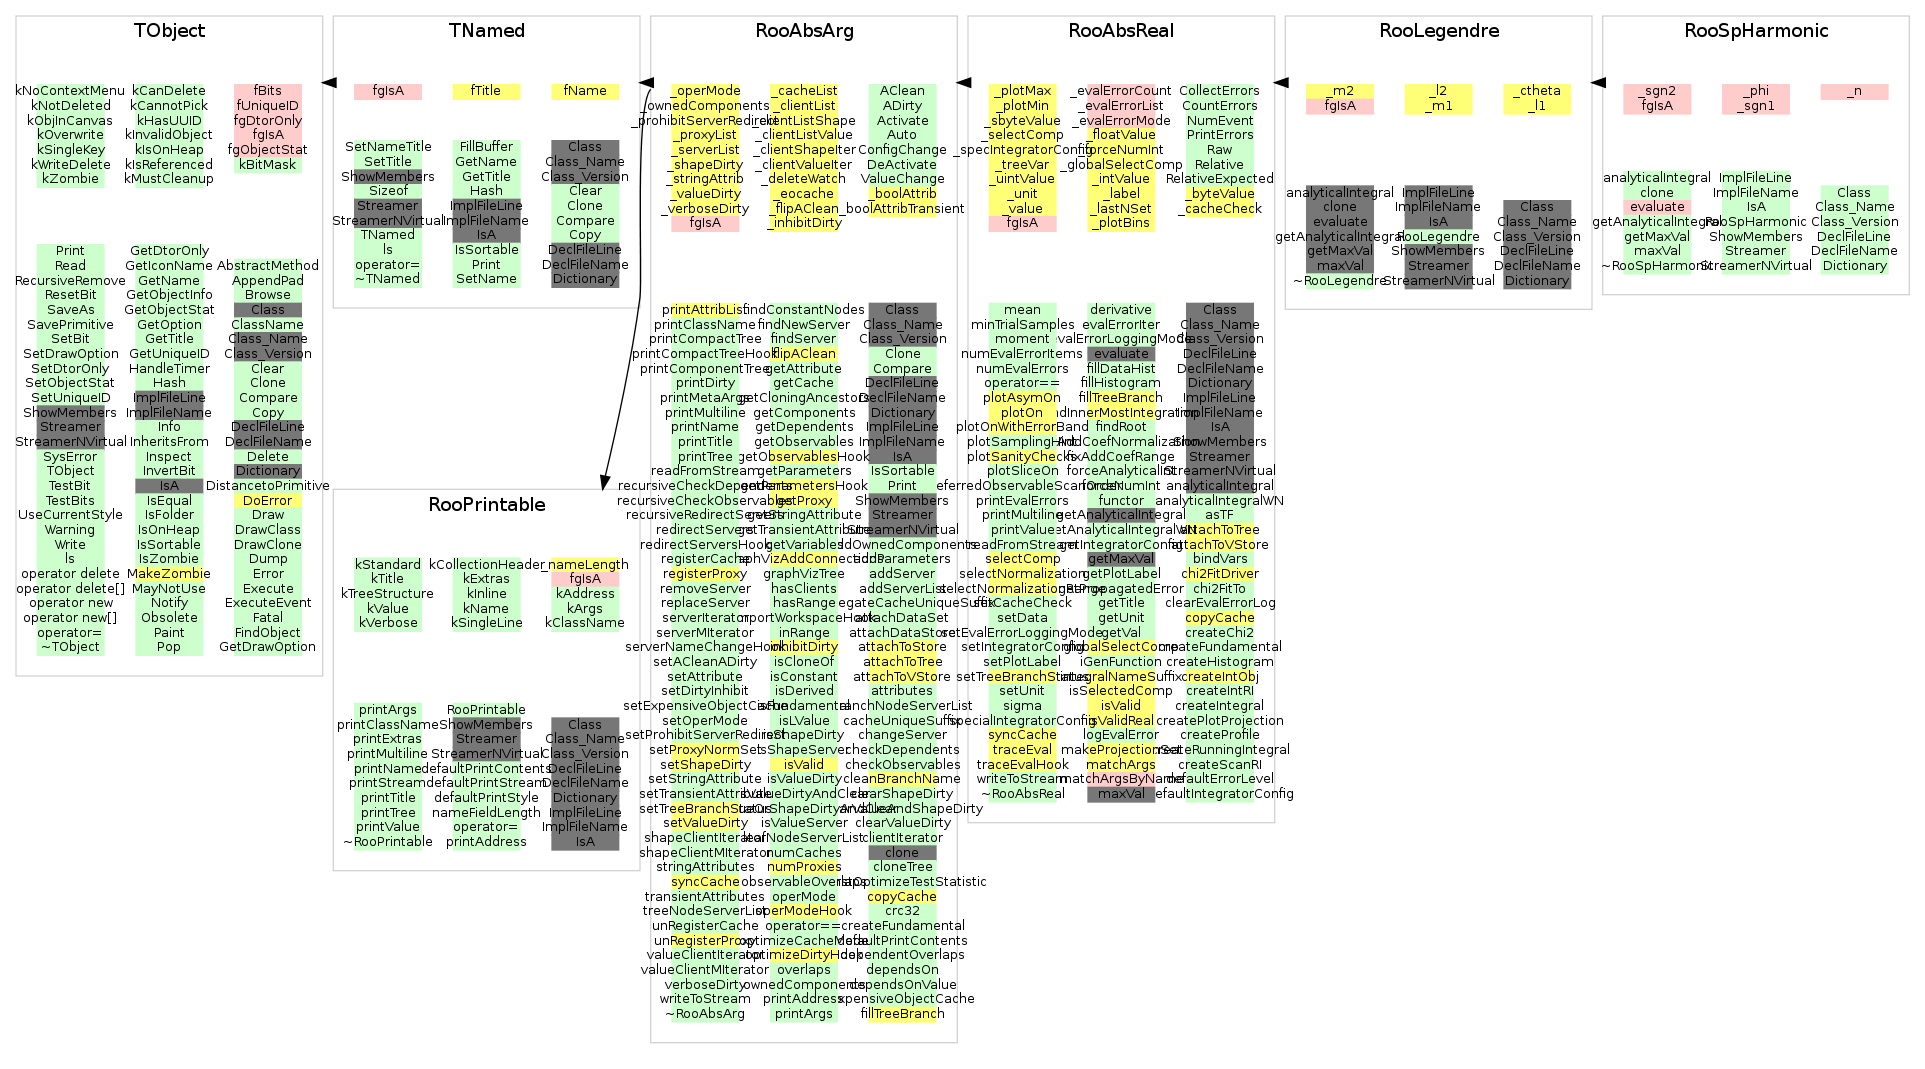 TObject
kNoContextMenu
kNotDeleted
kObjInCanvas
kOverwrite
kSingleKey
kWriteDelete
kZombie
kCanDelete
kCannotPick
kHasUUID
kInvalidObject
kIsOnHeap
kIsReferenced
kMustCleanup
fBits
fUniqueID
fgDtorOnly
fgIsA
fgObjectStat
kBitMask
Print
Read
RecursiveRemove
ResetBit
SaveAs
SavePrimitive
SetBit
SetDrawOption
SetDtorOnly
SetObjectStat
SetUniqueID
ShowMembers
Streamer
StreamerNVirtual
SysError
TObject
TestBit
TestBits
UseCurrentStyle
Warning
Write
ls
operator delete
operator delete[]
operator new
operator new[]
operator=
~TObject
GetDtorOnly
GetIconName
GetName
GetObjectInfo
GetObjectStat
GetOption
GetTitle
GetUniqueID
HandleTimer
Hash
ImplFileLine
ImplFileName
Info
InheritsFrom
Inspect
InvertBit
IsA
IsEqual
IsFolder
IsOnHeap
IsSortable
IsZombie
MakeZombie
MayNotUse
Notify
Obsolete
Paint
Pop
AbstractMethod
AppendPad
Browse
Class
ClassName
Class_Name
Class_Version
Clear
Clone
Compare
Copy
DeclFileLine
DeclFileName
Delete
Dictionary
DistancetoPrimitive
DoError
Draw
DrawClass
DrawClone
Dump
Error
Execute
ExecuteEvent
Fatal
FindObject
GetDrawOption
TNamed
fgIsA
fTitle
fName
SetNameTitle
SetTitle
ShowMembers
Sizeof
Streamer
StreamerNVirtual
TNamed
ls
operator=
~TNamed
FillBuffer
GetName
GetTitle
Hash
ImplFileLine
ImplFileName
IsA
IsSortable
Print
SetName
Class
Class_Name
Class_Version
Clear
Clone
Compare
Copy
DeclFileLine
DeclFileName
Dictionary
RooPrintable
kStandard
kTitle
kTreeStructure
kValue
kVerbose
kCollectionHeader
kExtras
kInline
kName
kSingleLine
_nameLength
fgIsA
kAddress
kArgs
kClassName
printArgs
printClassName
printExtras
printMultiline
printName
printStream
printTitle
printTree
printValue
~RooPrintable
RooPrintable
ShowMembers
Streamer
StreamerNVirtual
defaultPrintContents
defaultPrintStream
defaultPrintStyle
nameFieldLength
operator=
printAddress
Class
Class_Name
Class_Version
DeclFileLine
DeclFileName
Dictionary
ImplFileLine
ImplFileName
IsA
RooAbsArg
_operMode
_ownedComponents
_prohibitServerRedirect
_proxyList
_serverList
_shapeDirty
_stringAttrib
_valueDirty
_verboseDirty
fgIsA
_cacheList
_clientList
_clientListShape
_clientListValue
_clientShapeIter
_clientValueIter
_deleteWatch
_eocache
_flipAClean
_inhibitDirty
AClean
ADirty
Activate
Auto
ConfigChange
DeActivate
ValueChange
_boolAttrib
_boolAttribTransient
printAttribList
printClassName
printCompactTree
printCompactTreeHook
printComponentTree
printDirty
printMetaArgs
printMultiline
printName
printTitle
printTree
readFromStream
recursiveCheckDependents
recursiveCheckObservables
recursiveRedirectServers
redirectServers
redirectServersHook
registerCache
registerProxy
removeServer
replaceServer
serverIterator
serverMIterator
serverNameChangeHook
setACleanADirty
setAttribute
setDirtyInhibit
setExpensiveObjectCache
setOperMode
setProhibitServerRedirect
setProxyNormSet
setShapeDirty
setStringAttribute
setTransientAttribute
setTreeBranchStatus
setValueDirty
shapeClientIterator
shapeClientMIterator
stringAttributes
syncCache
transientAttributes
treeNodeServerList
unRegisterCache
unRegisterProxy
valueClientIterator
valueClientMIterator
verboseDirty
writeToStream
~RooAbsArg
findConstantNodes
findNewServer
findServer
flipAClean
getAttribute
getCache
getCloningAncestors
getComponents
getDependents
getObservables
getObservablesHook
getParameters
getParametersHook
getProxy
getStringAttribute
getTransientAttribute
getVariables
graphVizAddConnections
graphVizTree
hasClients
hasRange
importWorkspaceHook
inRange
inhibitDirty
isCloneOf
isConstant
isDerived
isFundamental
isLValue
isShapeDirty
isShapeServer
isValid
isValueDirty
isValueDirtyAndClear
isValueServer
leafNodeServerList
numCaches
numProxies
observableOverlaps
operMode
operModeHook
operator==
optimizeCacheMode
optimizeDirtyHook
overlaps
ownedComponents
printAddress
printArgs
Class
Class_Name
Class_Version
Clone
Compare
DeclFileLine
DeclFileName
Dictionary
ImplFileLine
ImplFileName
IsA
IsSortable
Print
ShowMembers
Streamer
StreamerNVirtual
addOwnedComponents
addParameters
addServer
addServerList
attachDataSet
attachDataStore
attachToStore
attachToTree
attachToVStore
attributes
branchNodeServerList
cacheUniqueSuffix
changeServer
checkDependents
checkObservables
cleanBranchName
clearShapeDirty
clearValueAndShapeDirty
clearValueDirty
clientIterator
clone
cloneTree
copyCache
crc32
createFundamental
defaultPrintContents
dependentOverlaps
dependsOn
dependsOnValue
expensiveObjectCache
fillTreeBranch
RooAbsReal
_plotMax
_plotMin
_sbyteValue
_selectComp
_specIntegratorConfig
_treeVar
_uintValue
_unit
_value
fgIsA
_evalErrorCount
_evalErrorList
_evalErrorMode
_floatValue
_forceNumInt
_globalSelectComp
_intValue
_label
_lastNSet
_plotBins
CollectErrors
CountErrors
NumEvent
PrintErrors
Raw
Relative
RelativeExpected
_byteValue
_cacheCheck
mean
minTrialSamples
moment
numEvalErrorItems
numEvalErrors
operator==
plotAsymOn
plotOn
plotOnWithErrorBand
plotSamplingHint
plotSanityChecks
plotSliceOn
preferredObservableScanOrder
printEvalErrors
printMultiline
printValue
readFromStream
selectComp
selectNormalization
selectNormalizationRange
setCacheCheck
setData
setEvalErrorLoggingMode
setIntegratorConfig
setPlotLabel
setTreeBranchStatus
setUnit
sigma
specialIntegratorConfig
syncCache
traceEval
traceEvalHook
writeToStream
~RooAbsReal
derivative
evalErrorIter
evalErrorLoggingMode
evaluate
fillDataHist
fillHistogram
fillTreeBranch
findInnerMostIntegration
findRoot
fixAddCoefNormalization
fixAddCoefRange
forceAnalyticalInt
forceNumInt
functor
getAnalyticalIntegral
getAnalyticalIntegralWN
getIntegratorConfig
getMaxVal
getPlotLabel
getPropagatedError
getTitle
getUnit
getVal
globalSelectComp
iGenFunction
integralNameSuffix
isSelectedComp
isValid
isValidReal
logEvalError
makeProjectionSet
matchArgs
matchArgsByName
maxVal
Class
Class_Name
Class_Version
DeclFileLine
DeclFileName
Dictionary
ImplFileLine
ImplFileName
IsA
ShowMembers
Streamer
StreamerNVirtual
analyticalIntegral
analyticalIntegralWN
asTF
attachToTree
attachToVStore
bindVars
chi2FitDriver
chi2FitTo
clearEvalErrorLog
copyCache
createChi2
createFundamental
createHistogram
createIntObj
createIntRI
createIntegral
createPlotProjection
createProfile
createRunningIntegral
createScanRI
defaultErrorLevel
defaultIntegratorConfig
RooLegendre
_m2
fgIsA
_l2
_m1
_ctheta
_l1
analyticalIntegral
clone
evaluate
getAnalyticalIntegral
getMaxVal
maxVal
~RooLegendre
ImplFileLine
ImplFileName
IsA
RooLegendre
ShowMembers
Streamer
StreamerNVirtual
Class
Class_Name
Class_Version
DeclFileLine
DeclFileName
Dictionary
RooSpHarmonic
_sgn2
fgIsA
_phi
_sgn1
_n
analyticalIntegral
clone
evaluate
getAnalyticalIntegral
getMaxVal
maxVal
~RooSpHarmonic
ImplFileLine
ImplFileName
IsA
RooSpHarmonic
ShowMembers
Streamer
StreamerNVirtual
Class
Class_Name
Class_Version
DeclFileLine
DeclFileName
Dictionary